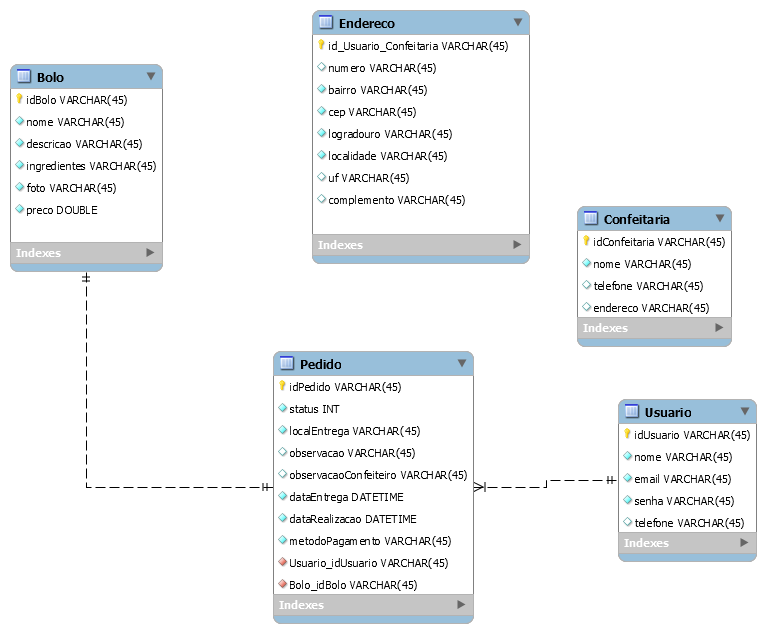 Bolo
idBolo VARCHAR(45)
nome VARCHAR(45)
descricao VARCHAR(45)
ingredientes VARCHAR(45)
foto VARCHAR(45)
preco DOUBLE
Indexes
Endereco
id_Usuario_Confeitaria VARCHAR(45)
numero VARCHAR(45)
bairro VARCHAR(45)
cep VARCHAR(45)
logradouro VARCHAR(45)
localidade VARCHAR(45)
uf VARCHAR(45)
complemento VARCHAR(45)
Indexes
Confeitaria
idConfeitaria VARCHAR(45)
nome VARCHAR(45)
telefone VARCHAR(45)
endereco VARCHAR(45)
Indexes
Pedido
idPedido VARCHAR(45)
status INT
localEntrega VARCHAR(45)
observacao VARCHAR(45)
observacaoConfeiteiro VARCHAR(45)
dataEntrega DATETIME
dataRealizacao DATETIME
metodoPagamento VARCHAR(45)
Usuario_idUsuario VARCHAR(45)
Bolo_idBolo VARCHAR(45)
Indexes
Usuario
idUsuario VARCHAR(45)
nome VARCHAR(45)
email VARCHAR(45)
senha VARCHAR(45)
telefone VARCHAR(45)
Indexes